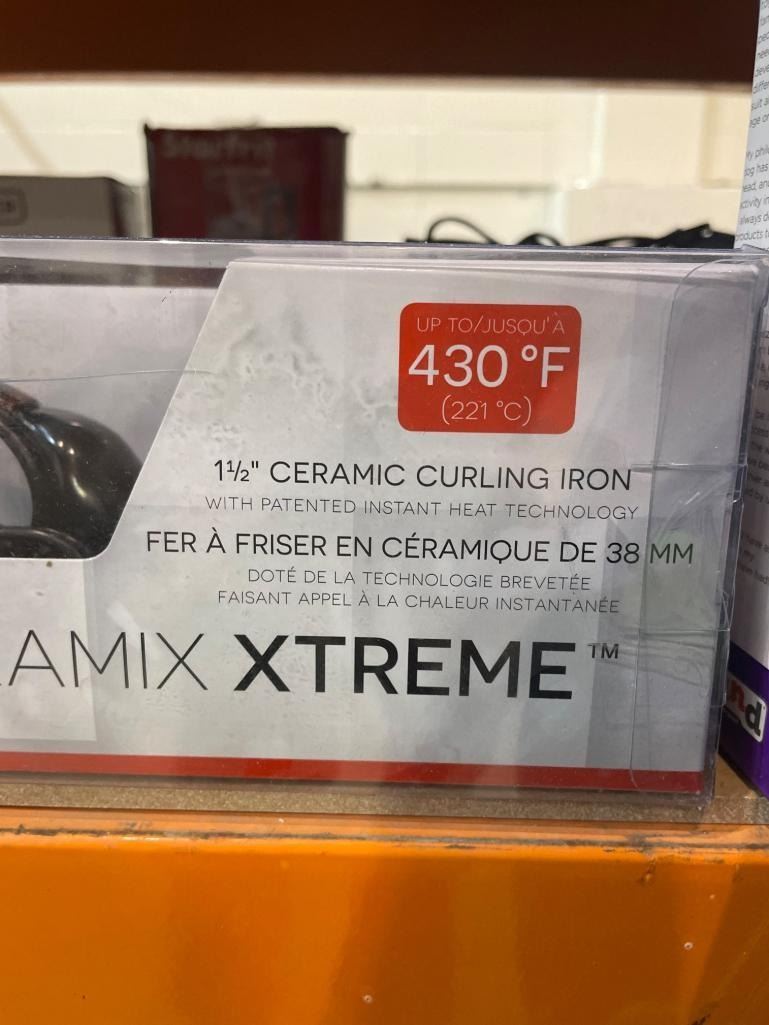 Starfrit
UP TO/JUSQU'À
430 °F
(221 °C)
1½" CERAMIC CURLING IRON
WITH PATENTED INSTANT HEAT TECHNOLOGY
FER À FRISER EN CÉRAMIQUE DE 38 MM
DOTÉ DE LA TECHNOLOGIE BREVETÉE
FAISANT APPEL À LA CHALEUR INSTANTANÉE
AMIX XTREME™